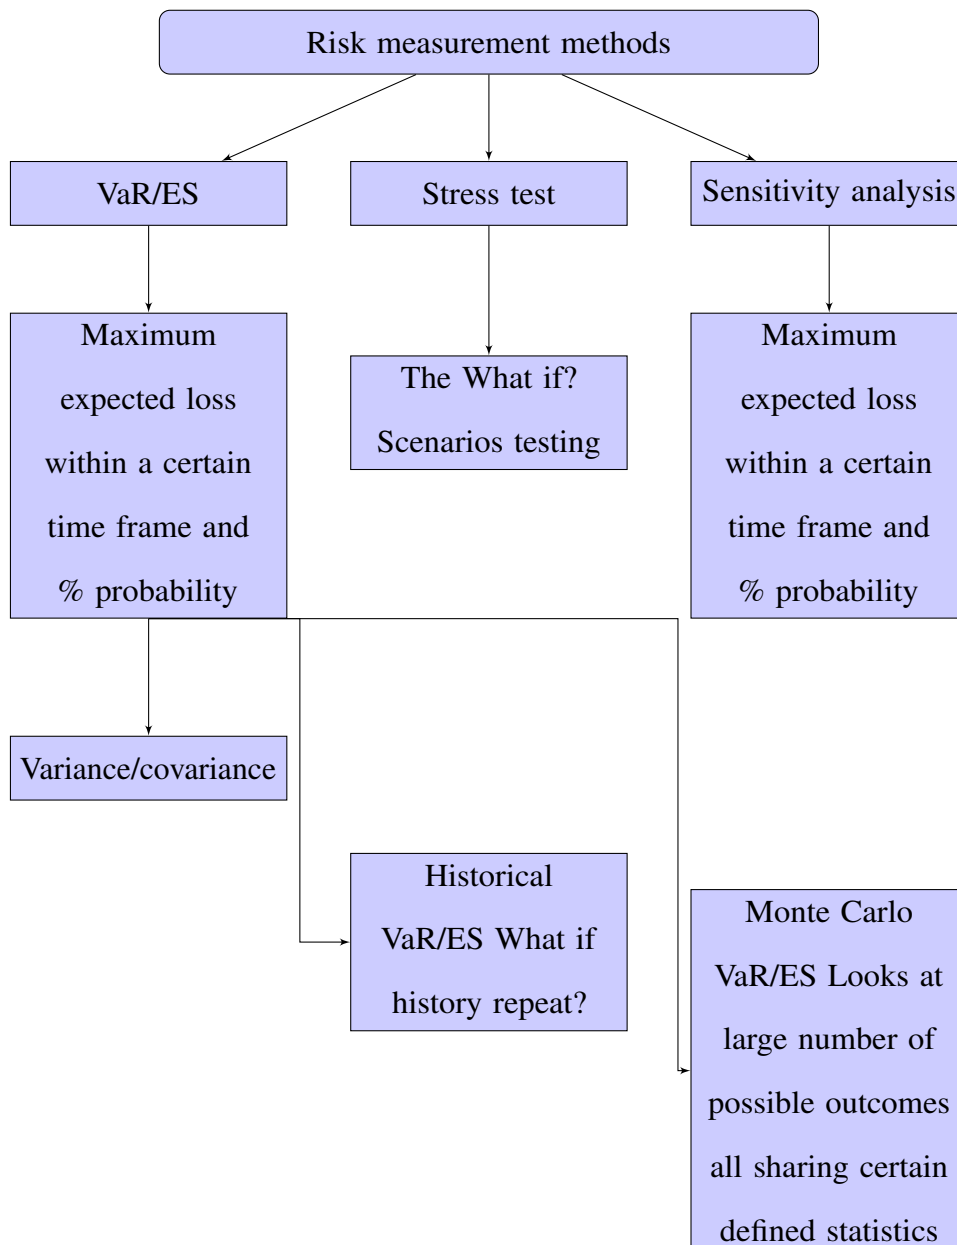 Risk measurement methods
VaR/ES
Stress test
Sensitivity analysis
Maximum
expected loss
within a certain
time frame and
% probability
The What if?
Scenarios testing
Maximum
expected loss
within a certain
time frame and
% probability
Variance/covariance
Historical
VaR/ES What if
history repeat?
Monte Carlo
VaR/ES Looks at
large number of
possible outcomes
all sharing certain
defined statistics